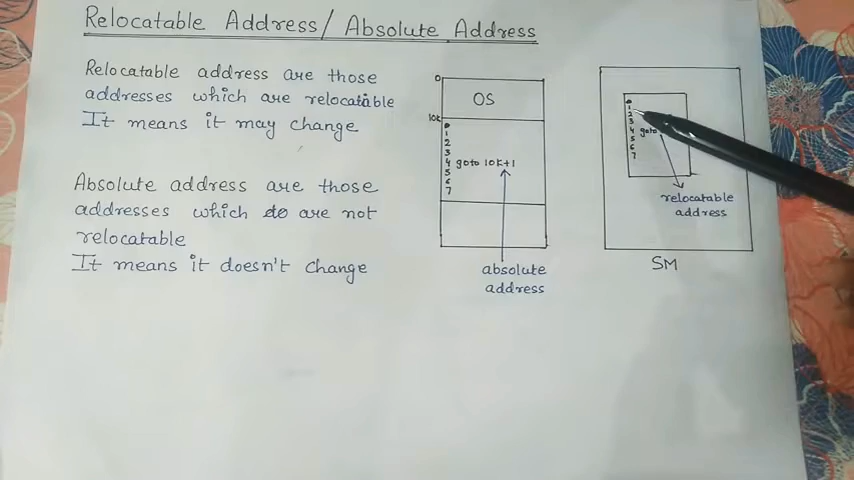 Relocatable Address/ Absolute Address
Relocatable address are those
addresses which are relocatable
It means it may change
Absolute address are those
addresses which are not
relocatable
It means it doesn't change
0
OS
10k
0
1
2
3
4 goto 10k+1
5
6
7
absolute
address
0
1
2
3
4 goto
5
6
7
relocatable
address
SM